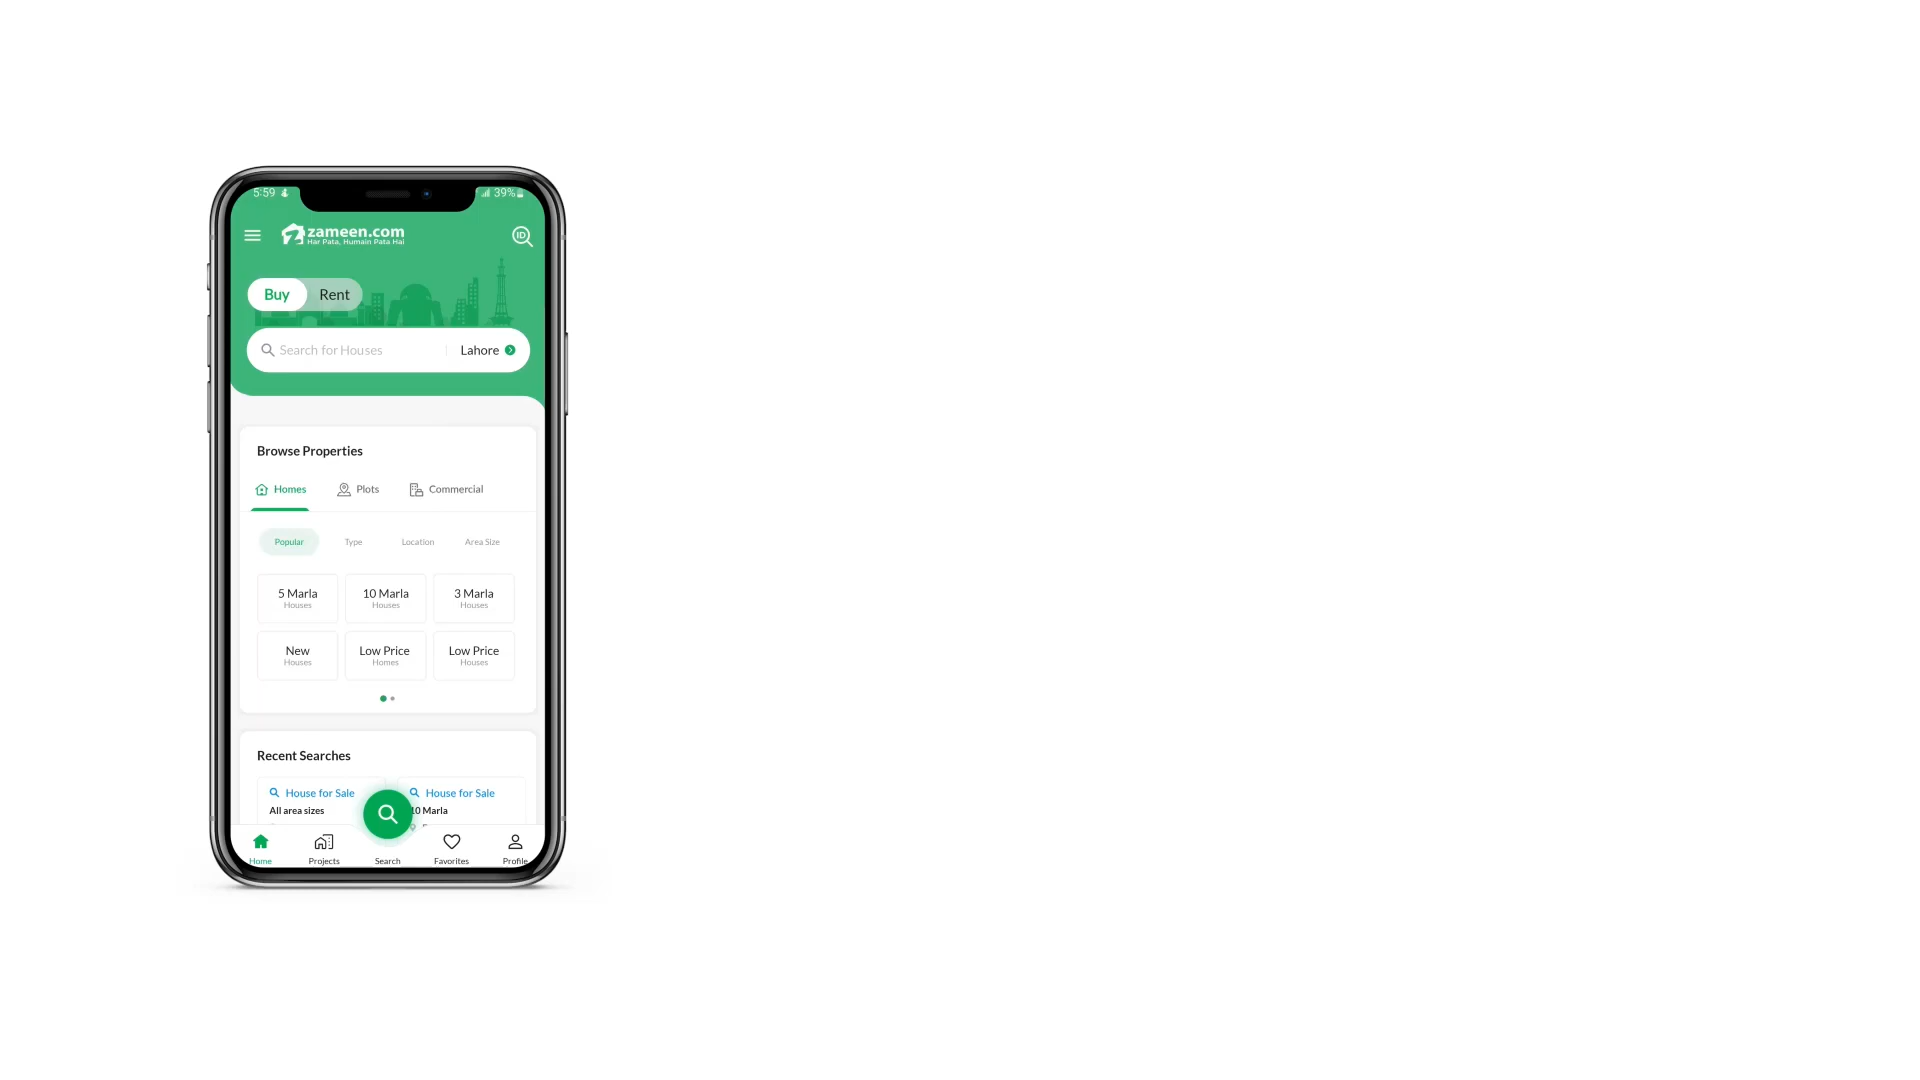 5:59
39%
zameen.com
Har Pata, Humain Pata Hai
ID
Buy Rent
Search for Houses Lahore
Browse Properties
Homes Plots Commercial
Popular Type Location Area Size
5 Marla 10 Marla 3 Marla
Houses Houses Houses
New Low Price Low Price
Houses Homes Houses
Recent Searches
House for Sale House for Sale
All area sizes 10 Marla
Home Projects Search Favorites Profile